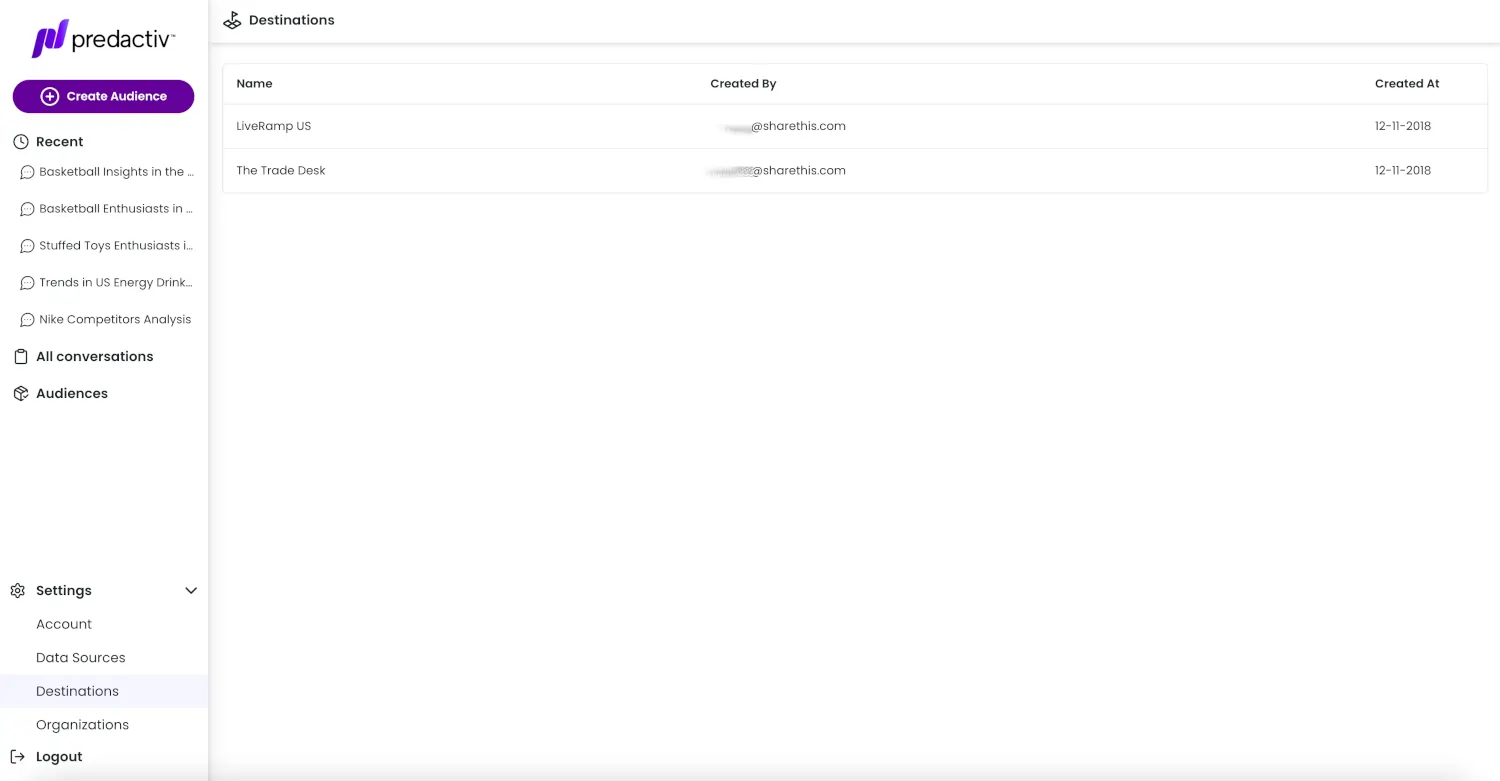 predactiv™
Create Audience
Recent
Basketball Insights in the ...
Basketball Enthusiasts in ...
Stuffed Toys Enthusiasts i...
Trends in US Energy Drink...
Nike Competitors Analysis
All conversations
Audiences
Settings
Account
Data Sources
Destinations
Organizations
Logout
Destinations
Name Created By Created At
LiveRamp US @sharethis.com 12-11-2018
The Trade Desk @sharethis.com 12-11-2018